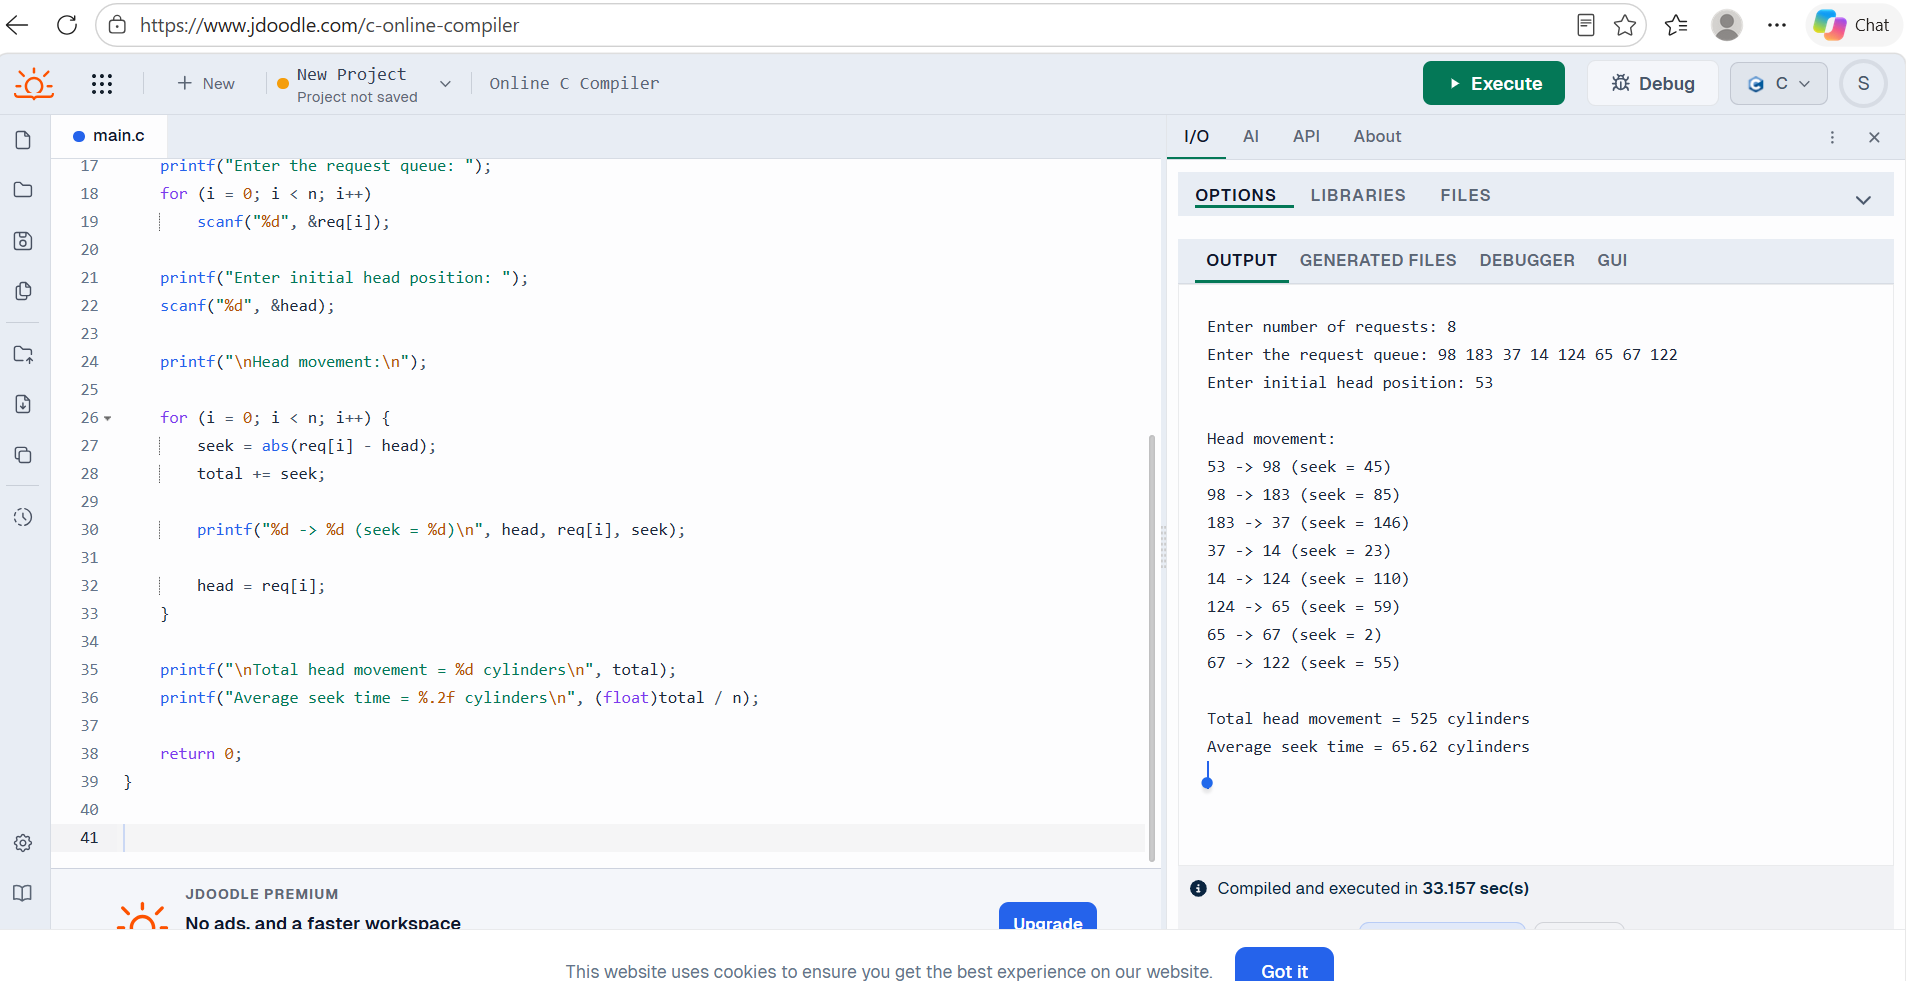 https://www.jdoodle.com/c-online-compiler
Chat
New
New Project
Project not saved
Online C Compiler
Execute
Debug
C
S
main.c
17 printf("Enter the request queue: ");
18 for (i = 0; i < n; i++)
19 scanf("%d", &req[i]);
20
21 printf("Enter initial head position: ");
22 scanf("%d", &head);
23
24 printf("\nHead movement:\n");
25
26 for (i = 0; i < n; i++) {
27 seek = abs(req[i] - head);
28 total += seek;
29
30 printf("%d -> %d (seek = %d)\n", head, req[i], seek);
31
32 head = req[i];
33 }
34
35 printf("\nTotal head movement = %d cylinders\n", total);
36 printf("Average seek time = %.2f cylinders\n", (float)total / n);
37
38 return 0;
39 }
40
41
JDOODLE PREMIUM
No ads, and a faster workspace
Upgrade
I/O AI API About
OPTIONS LIBRARIES FILES
OUTPUT GENERATED FILES DEBUGGER GUI
Enter number of requests: 8
Enter the request queue: 98 183 37 14 124 65 67 122
Enter initial head position: 53
Head movement:
53 -> 98 (seek = 45)
98 -> 183 (seek = 85)
183 -> 37 (seek = 146)
37 -> 14 (seek = 23)
14 -> 124 (seek = 110)
124 -> 65 (seek = 59)
65 -> 67 (seek = 2)
67 -> 122 (seek = 55)
Total head movement = 525 cylinders
Average seek time = 65.62 cylinders
Compiled and executed in 33.157 sec(s)
This website uses cookies to ensure you get the best experience on our website.
Got it